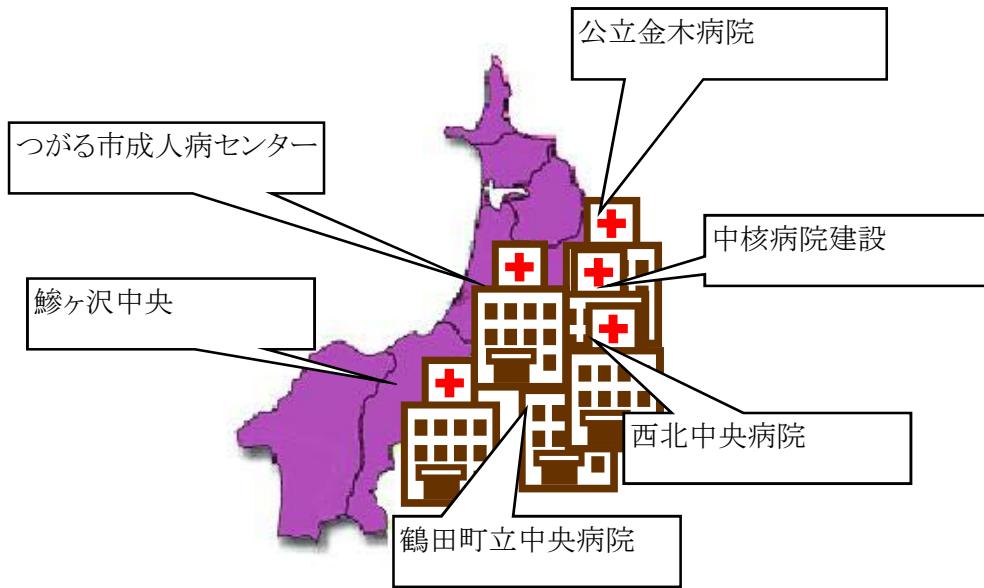 公立金木病院
つがる市成人病センター
中核病院建設
鰺ヶ沢中央
西北中央病院
鶴田町立中央病院